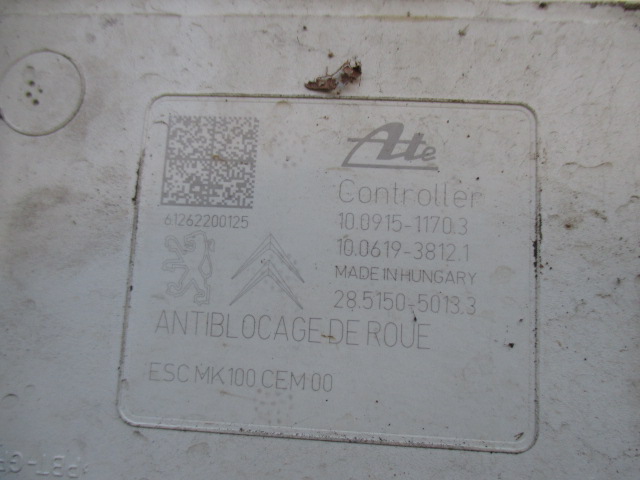 Ate
Controller
61262200125
10.0915-1170.3
10.0619-3812.1
MADE IN HUNGARY
28.5150-5013.3
ANTIBLOCAGE DE ROUE
ESC MK100 CEM 00